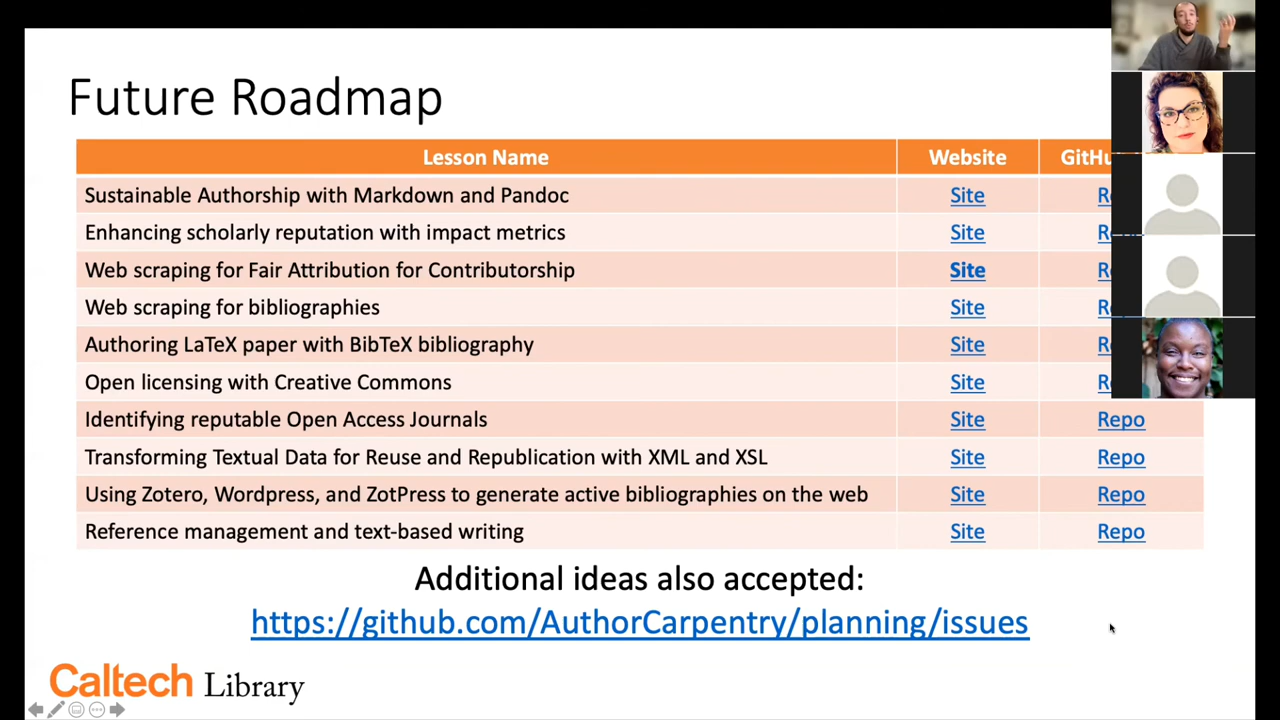 Future Roadmap
Lesson Name Website
Sustainable Authorship with Markdown and Pandoc Site
Enhancing scholarly reputation with impact metrics Site
Web scraping for Fair Attribution for Contributorship Site
Web scraping for bibliographies Site
Authoring LaTeX paper with BibTeX bibliography Site
Open licensing with Creative Commons Site
Identifying reputable Open Access Journals Site Repo
Transforming Textual Data for Reuse and Republication with XML and XSL Site Repo
Using Zotero, Wordpress, and ZotPress to generate active bibliographies on the web Site Repo
Reference management and text-based writing Site Repo
Additional ideas also accepted:
https://github.com/AuthorCarpentry/planning/issues
Caltech Library